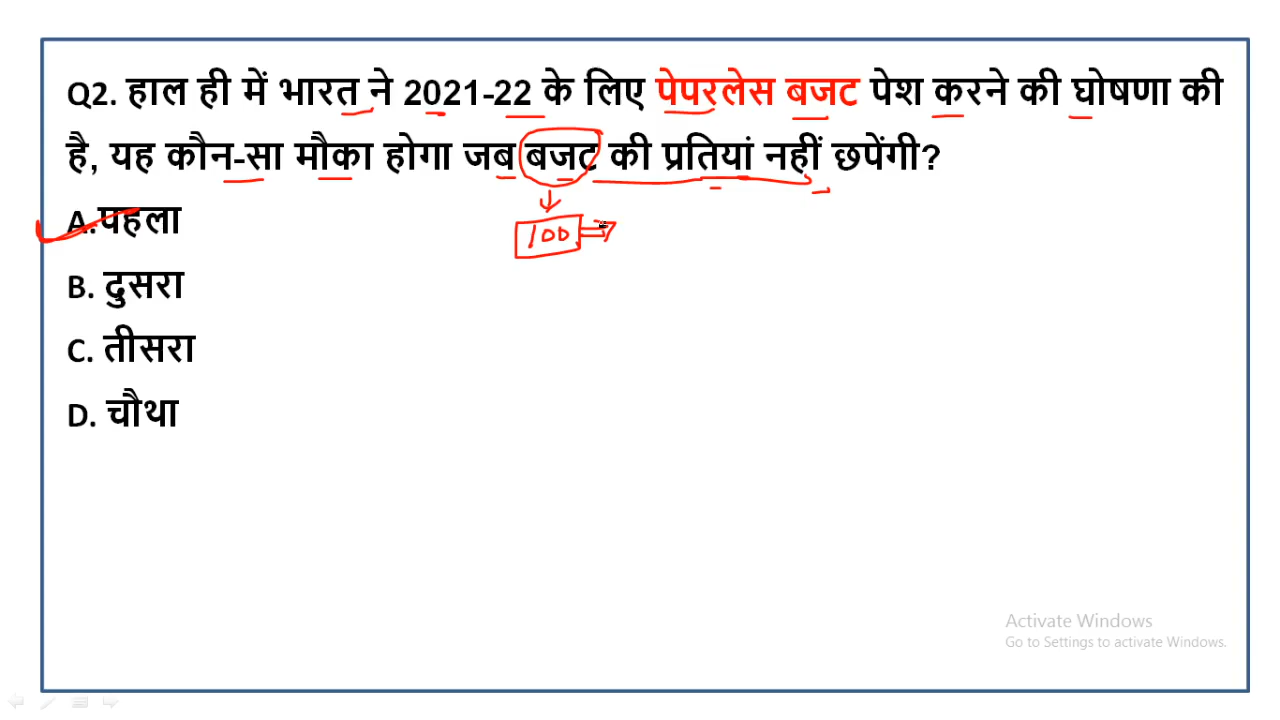 Q2. हाल ही में भारत ने 2021-22 के लिए पेपरलेस बजट पेश करने की घोषणा की
है, यह कौन-सा मौका होगा जब बजट की प्रतियां नहीं छपेंगी?
A.पहला
100
B. दुसरा
C. तीसरा
D. चौथा
Activate Windows
Go to Settings to activate Windows.